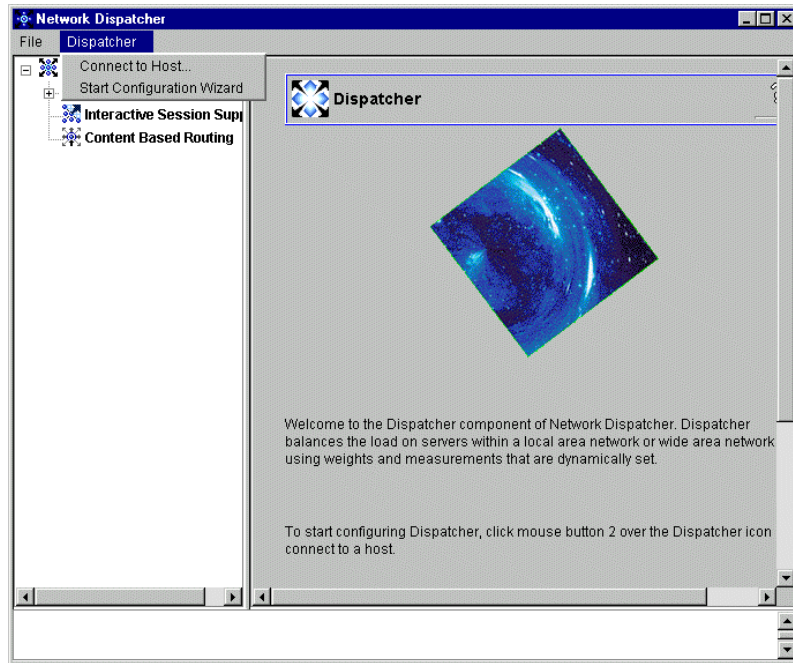 Network Dispatcher
File Dispatcher
Connect to Host...
Start Configuration Wizard
Interactive Session Supp
Content Based Routing
Dispatcher
Welcome to the Dispatcher component of Network Dispatcher. Dispatcher
balances the load on servers within a local area network or wide area network
using weights and measurements that are dynamically set.
To start configuring Dispatcher, click mouse button 2 over the Dispatcher icon
connect to a host.